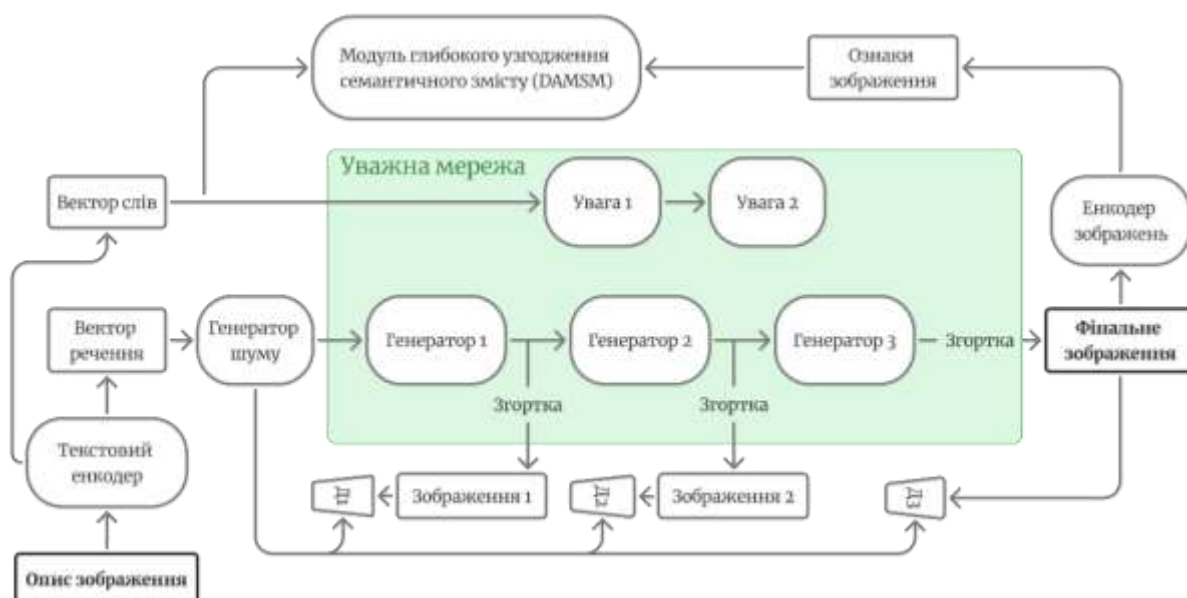 Модуль глибокого узгодження
семантичного змісту (DAMSM)
Ознаки
зображення
Уважна мережа
Вектор слів
Увага 1
Увага 2
Енкодер
зображень
Вектор
речення
Генератор
шуму
Генератор 1
Генератор 2
Генератор 3
Згортка
Фінальне
зображення
Згортка
Згортка
Текстовий
енкодер
Д1
Зображення 1
Д2
Зображення 2
Д3
Опис зображення